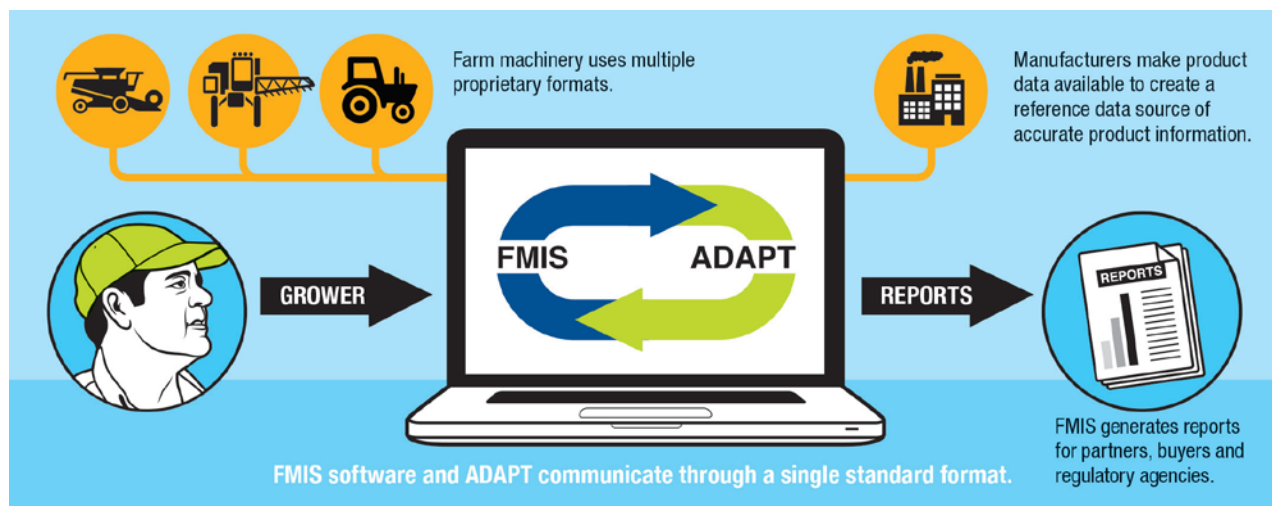 Farm machinery uses multiple
proprietary formats.
Manufacturers make product
data available to create a
reference data source of
accurate product information.
FMIS
ADAPT
GROWER
REPORTS
REPORTS
FMIS generates reports
for partners, buyers and
regulatory agencies.
FMIS software and ADAPT communicate through a single standard format.